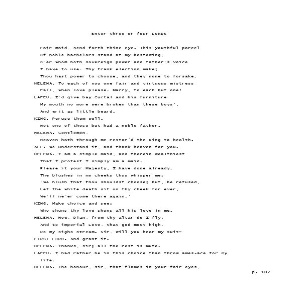 Enter three or four Lords
Fair maid, send forth thine eye. This youthful parcel
Of noble bachelors stand at my bestowing,
O'er whom both sovereign power and father's voice
I have to use. Thy frank election make;
Thou hast power to choose, and they none to forsake.
HELENA. To each of you one fair and virtuous mistress
Fall, when love please. Marry, to each but one!
LAFEU. I'd give bay Curtal and his furniture
My mouth no more were broken than these boys',
And writ as little beard.
KING. Peruse them well.
Not one of those but had a noble father.
HELENA. Gentlemen,
Heaven hath through me restor'd the King to health.
ALL. We understand it, and thank heaven for you.
HELENA. I am a simple maid, and therein wealthiest
That I protest I simply am a maid.
Please it your Majesty, I have done already.
The blushes in my cheeks thus whisper me:
'We blush that thou shouldst choose; but, be refused,
Let the white death sit on thy cheek for ever,
We'll ne'er come there again.'
KING. Make choice and see:
Who shuns thy love shuns all his love in me.
HELENA. Now, Dian, from thy altar do I fly,
And to imperial Love, that god most high,
Do my sighs stream. Sir, will you hear my suit?
FIRST LORD. And grant it.
HELENA. Thanks, sir; all the rest is mute.
LAFEU. I had rather be in this choice than throw ames-ace for my
life.
HELENA. The honour, sir, that flames in your fair eyes,